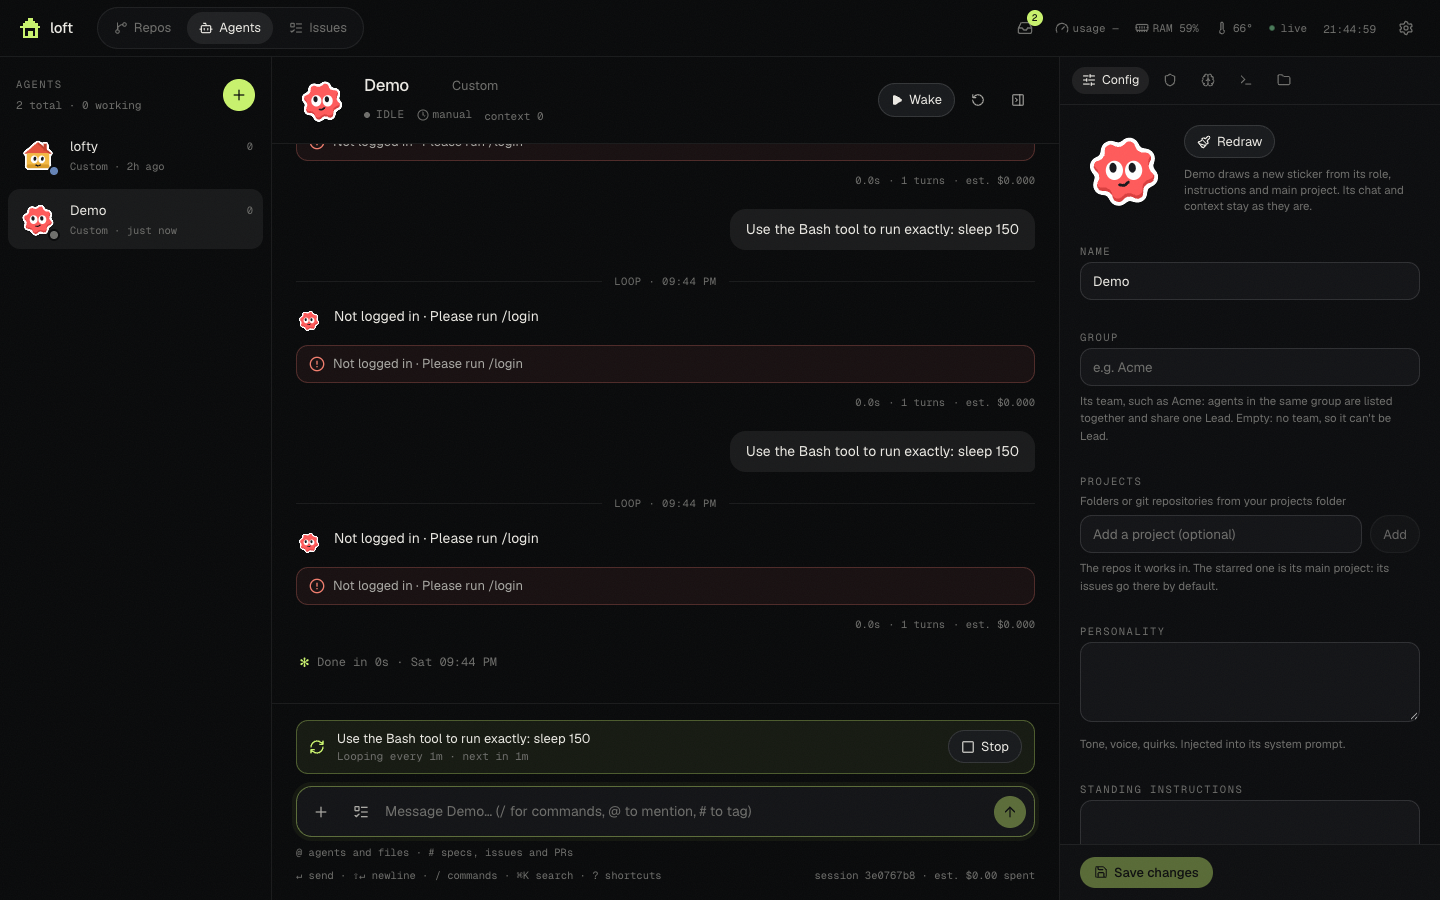 loft
Repos
Agents
Issues
2
usage —
RAM 59%
66°
live
21:44:59
AGENTS
2 total · 0 working
lofty
0
Custom · 2h ago
Demo
0
Custom · just now
Demo
Custom
IDLE
manual
context 0
Wake
Not logged in · Please run /login
0.0s · 1 turns · est. $0.000
Use the Bash tool to run exactly: sleep 150
LOOP · 09:44 PM
Not logged in · Please run /login
Not logged in · Please run /login
0.0s · 1 turns · est. $0.000
Use the Bash tool to run exactly: sleep 150
LOOP · 09:44 PM
Not logged in · Please run /login
Not logged in · Please run /login
0.0s · 1 turns · est. $0.000
✻ Done in 0s · Sat 09:44 PM
Use the Bash tool to run exactly: sleep 150
Looping every 1m · next in 1m
Stop
Message Demo... (/ for commands, @ to mention, # to tag)
@ agents and files · # specs, issues and PRs
↵ send · ⇧↵ newline · / commands · ⌘K search · ? shortcuts
session 3e0767b8 · est. $0.00 spent
Config
Redraw
Demo draws a new sticker from its role,
instructions and main project. Its chat and
context stay as they are.
NAME
Demo
GROUP
e.g. Acme
Its team, such as Acme: agents in the same group are listed
together and share one Lead. Empty: no team, so it can't be
Lead.
PROJECTS
Folders or git repositories from your projects folder
Add a project (optional)
Add
The repos it works in. The starred one is its main project: its
issues go there by default.
PERSONALITY
Tone, voice, quirks. Injected into its system prompt.
STANDING INSTRUCTIONS
Save changes